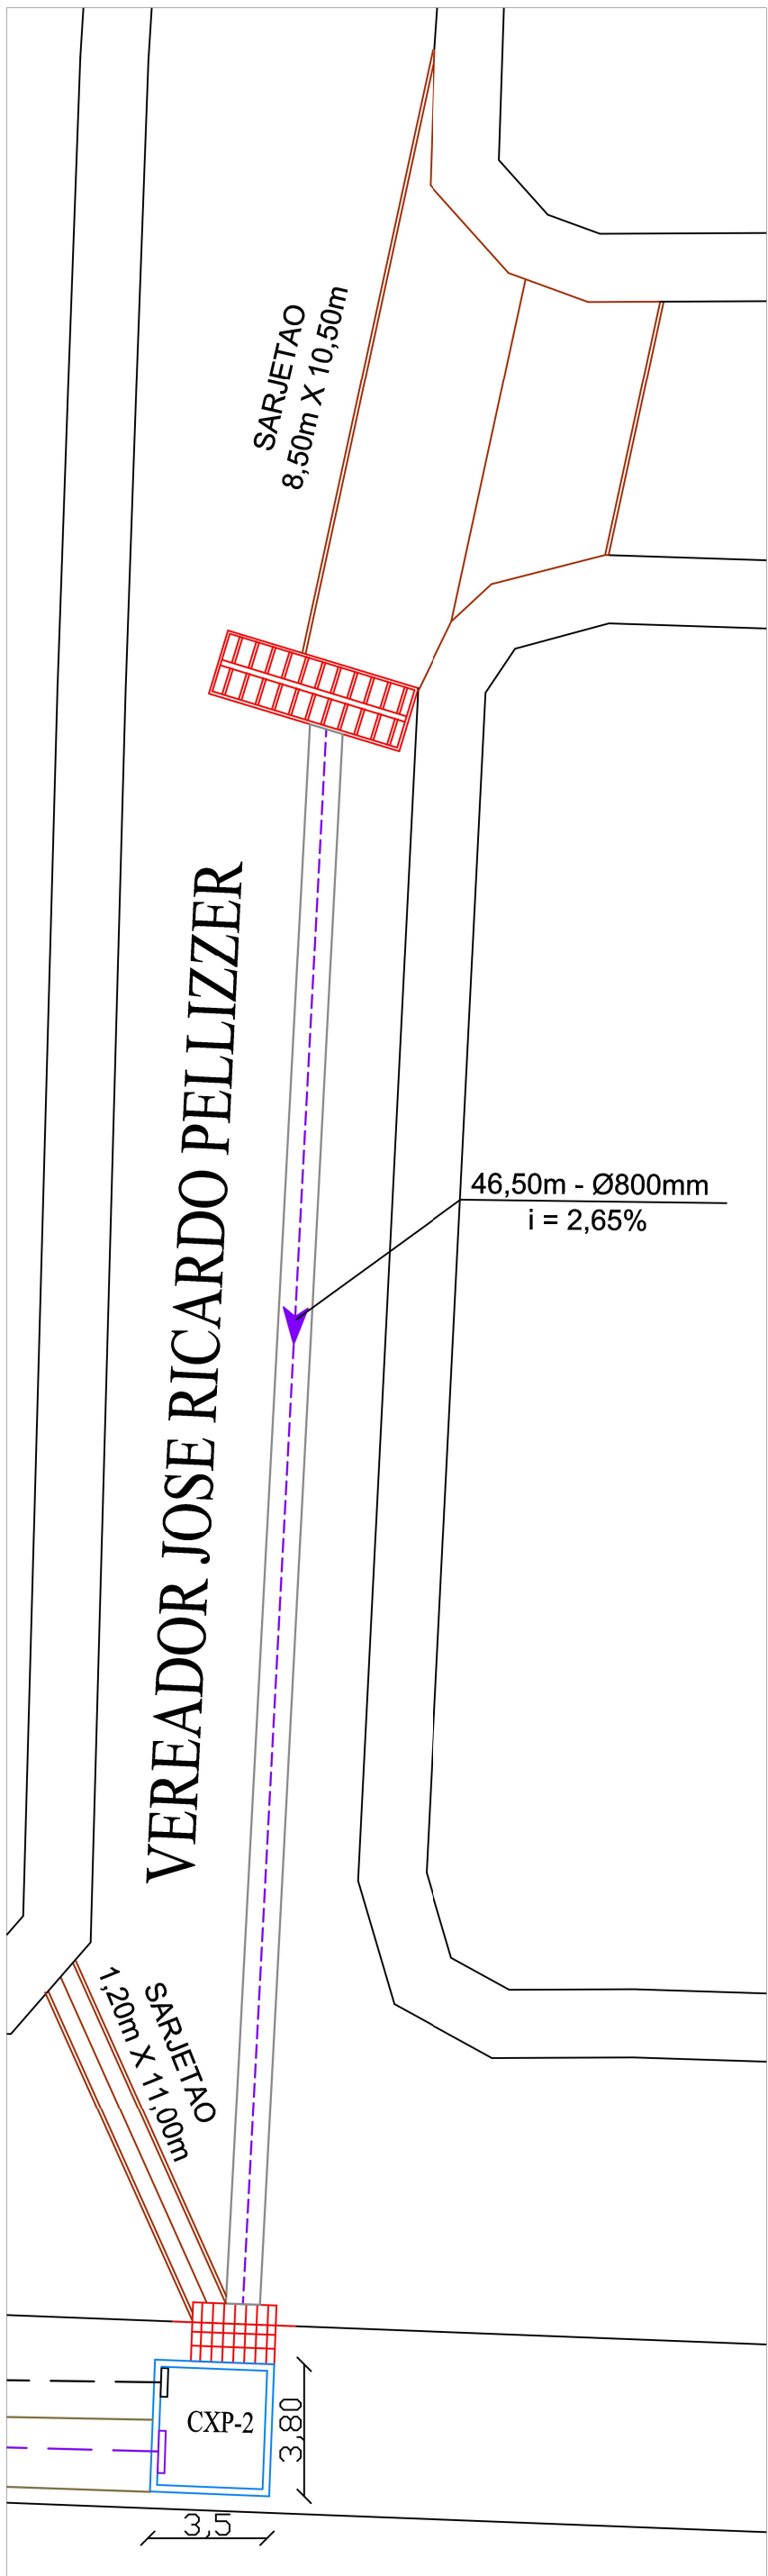 SARJETAO
8,50m X 10,50m
VEREADOR JOSE RICARDO PELLIZZER
46,50m - Ø800mm
i = 2,65%
SARJETAO
1,20m X 11,00m
CXP-2
3,80
3,5